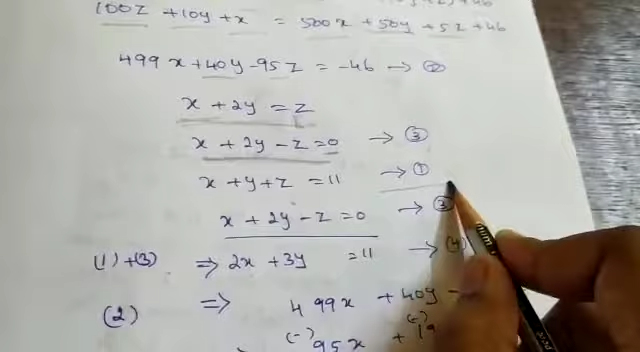 100z + 10y + x = 500x + 50y + 5z + 46
499x + 40y - 95z = -46 → ②
x + 2y = z
x + 2y - z = 0 → ③
x + y + z = 11 → ①
x + 2y - z = 0 → ③
(1) + (3) ⇒ 2x + 3y = 11 → (4)
(2) ⇒ 499x + 40y -
(-) 95x + (-) 19